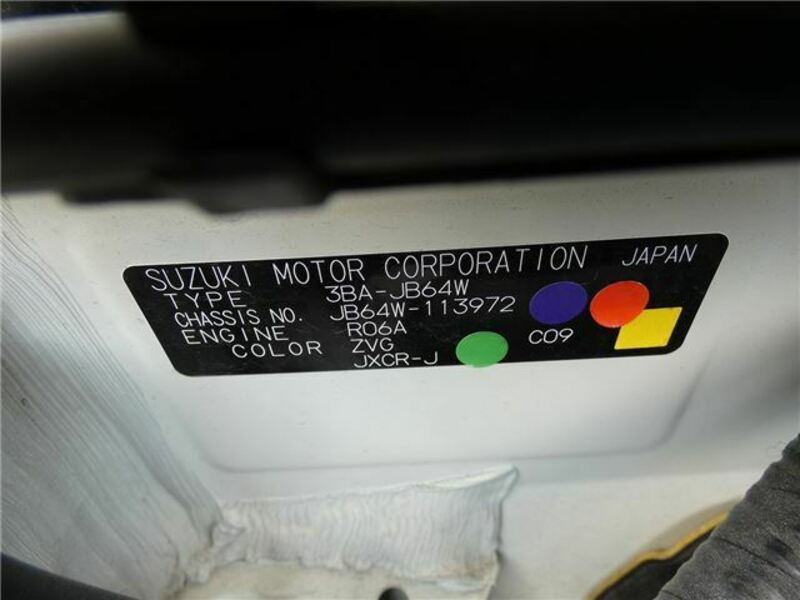 SUZUKI MOTOR CORPORATION JAPAN
TYPE 3BA-JB64W
CHASSIS NO. JB64W-113972
ENGINE R06A C09
COLOR ZVG
JXCR-J